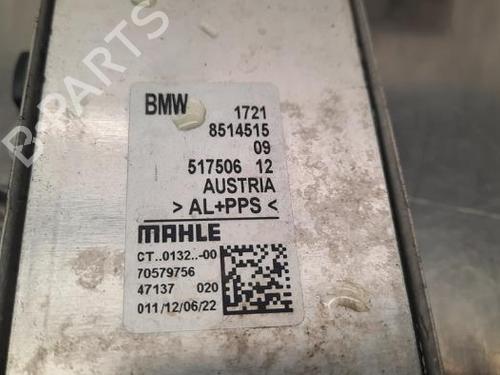 B-PARTS
BMW 1721
8514515
09
517506 12
AUSTRIA
> AL+PPS <
MAHLE
CT..0132..-00
70579756
47137 020
011/12/06/22